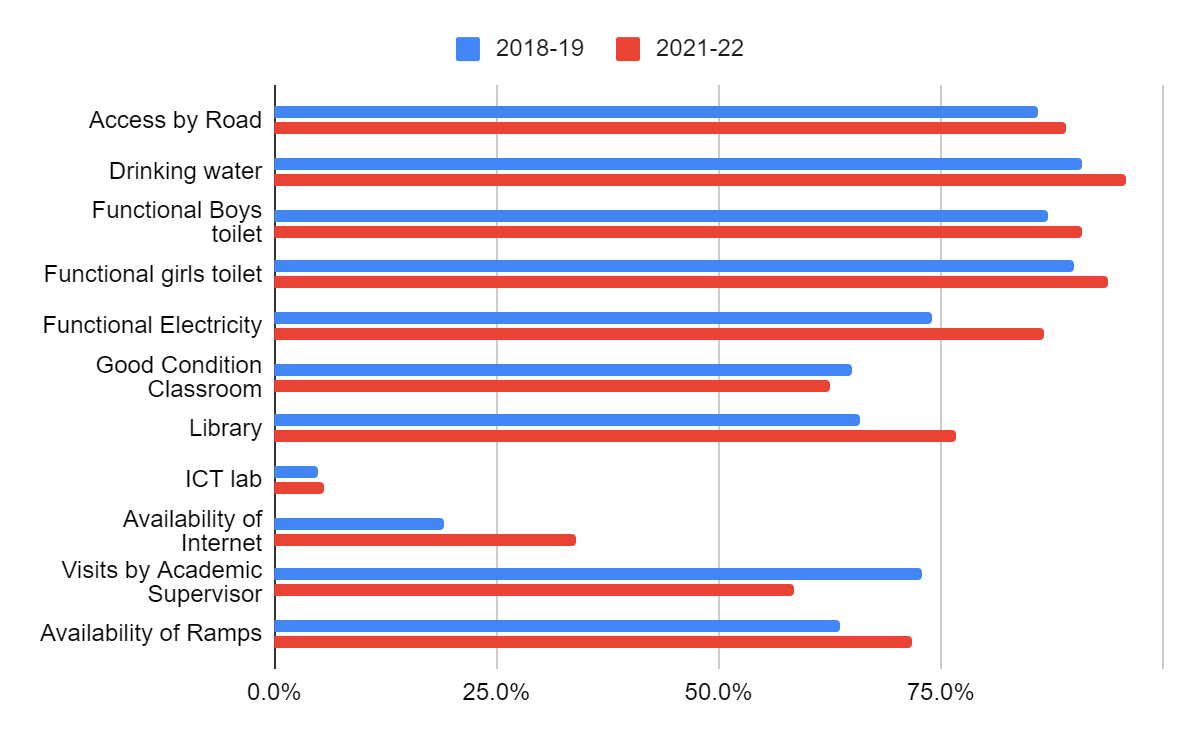 2018-19
2021-22
Access by Road
Drinking water
Functional Boys
toilet
Functional girls toilet
Functional Electricity
Good Condition
Classroom
Library
ICT lab
Availability of
Internet
Visits by Academic
Supervisor
Availability of Ramps
0.0%
25.0%
50.0%
75.0%